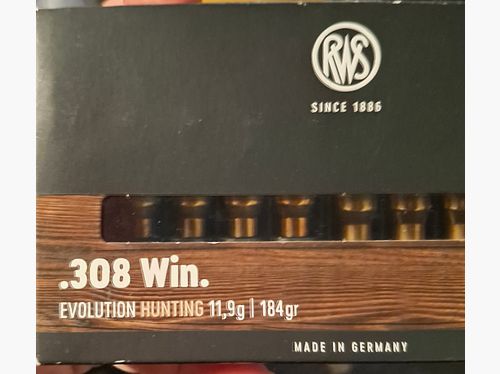 RWS
SINCE 1886
.308 Win.
EVOLUTION HUNTING 11,9g | 184gr
MADE IN GERMANY